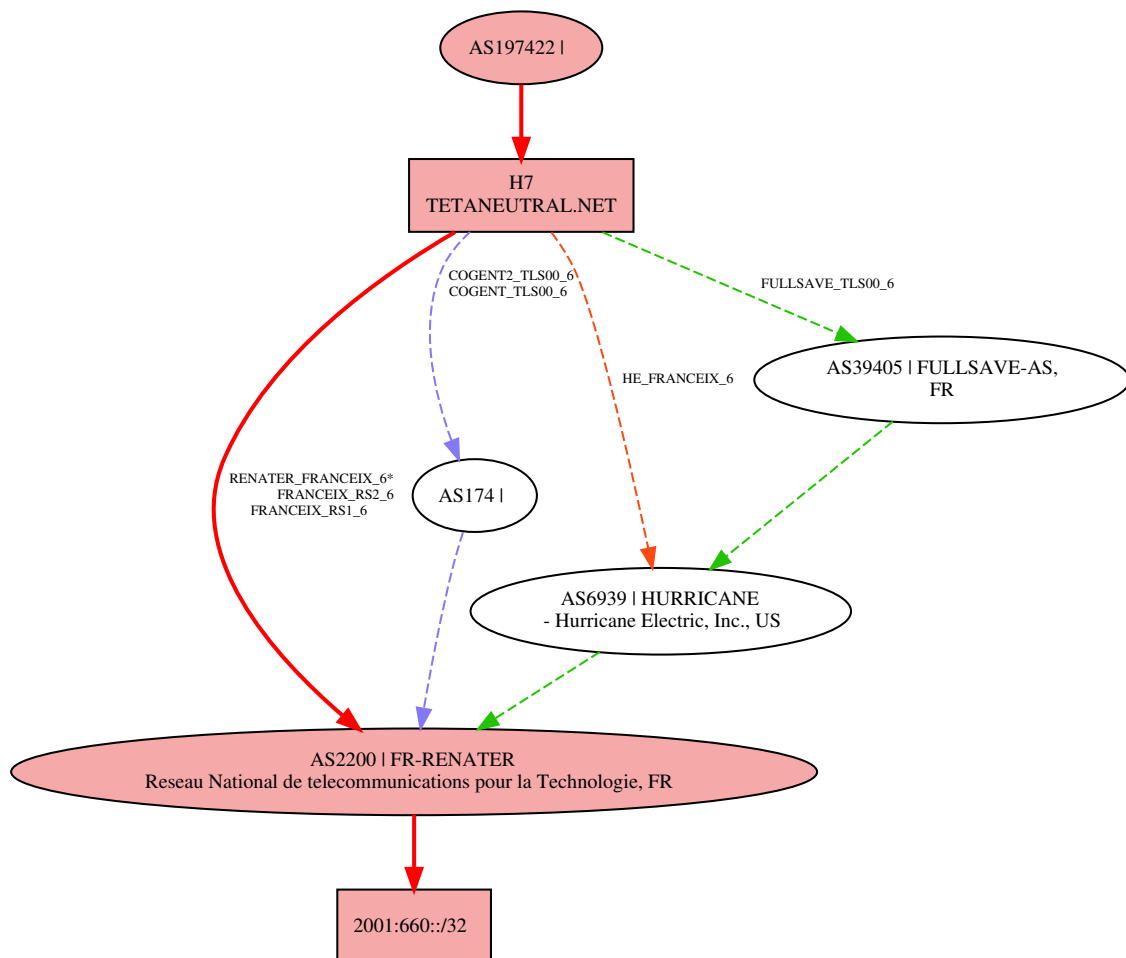 AS197422 |
H7
TETANEUTRAL.NET
COGENT2_TLS00_6
COGENT_TLS00_6
FULLSAVE_TLS00_6
HE_FRANCEIX_6
AS39405 | FULLSAVE-AS,
FR
RENATER_FRANCEIX_6*
FRANCEIX_RS2_6
FRANCEIX_RS1_6
AS174 |
AS6939 | HURRICANE
- Hurricane Electric, Inc., US
AS2200 | FR-RENATER
Reseau National de telecommunications pour la Technologie, FR
2001:660::/32